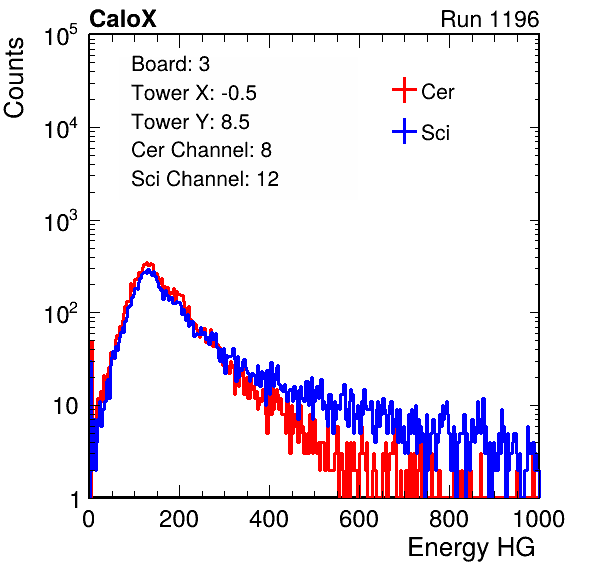 CaloX Run 1196
Counts
10^5
10^4
10^3
10^2
10
1
Board: 3
Tower X: -0.5
Tower Y: 8.5
Cer Channel: 8
Sci Channel: 12
Cer
Sci
0 200 400 600 800 1000
Energy HG